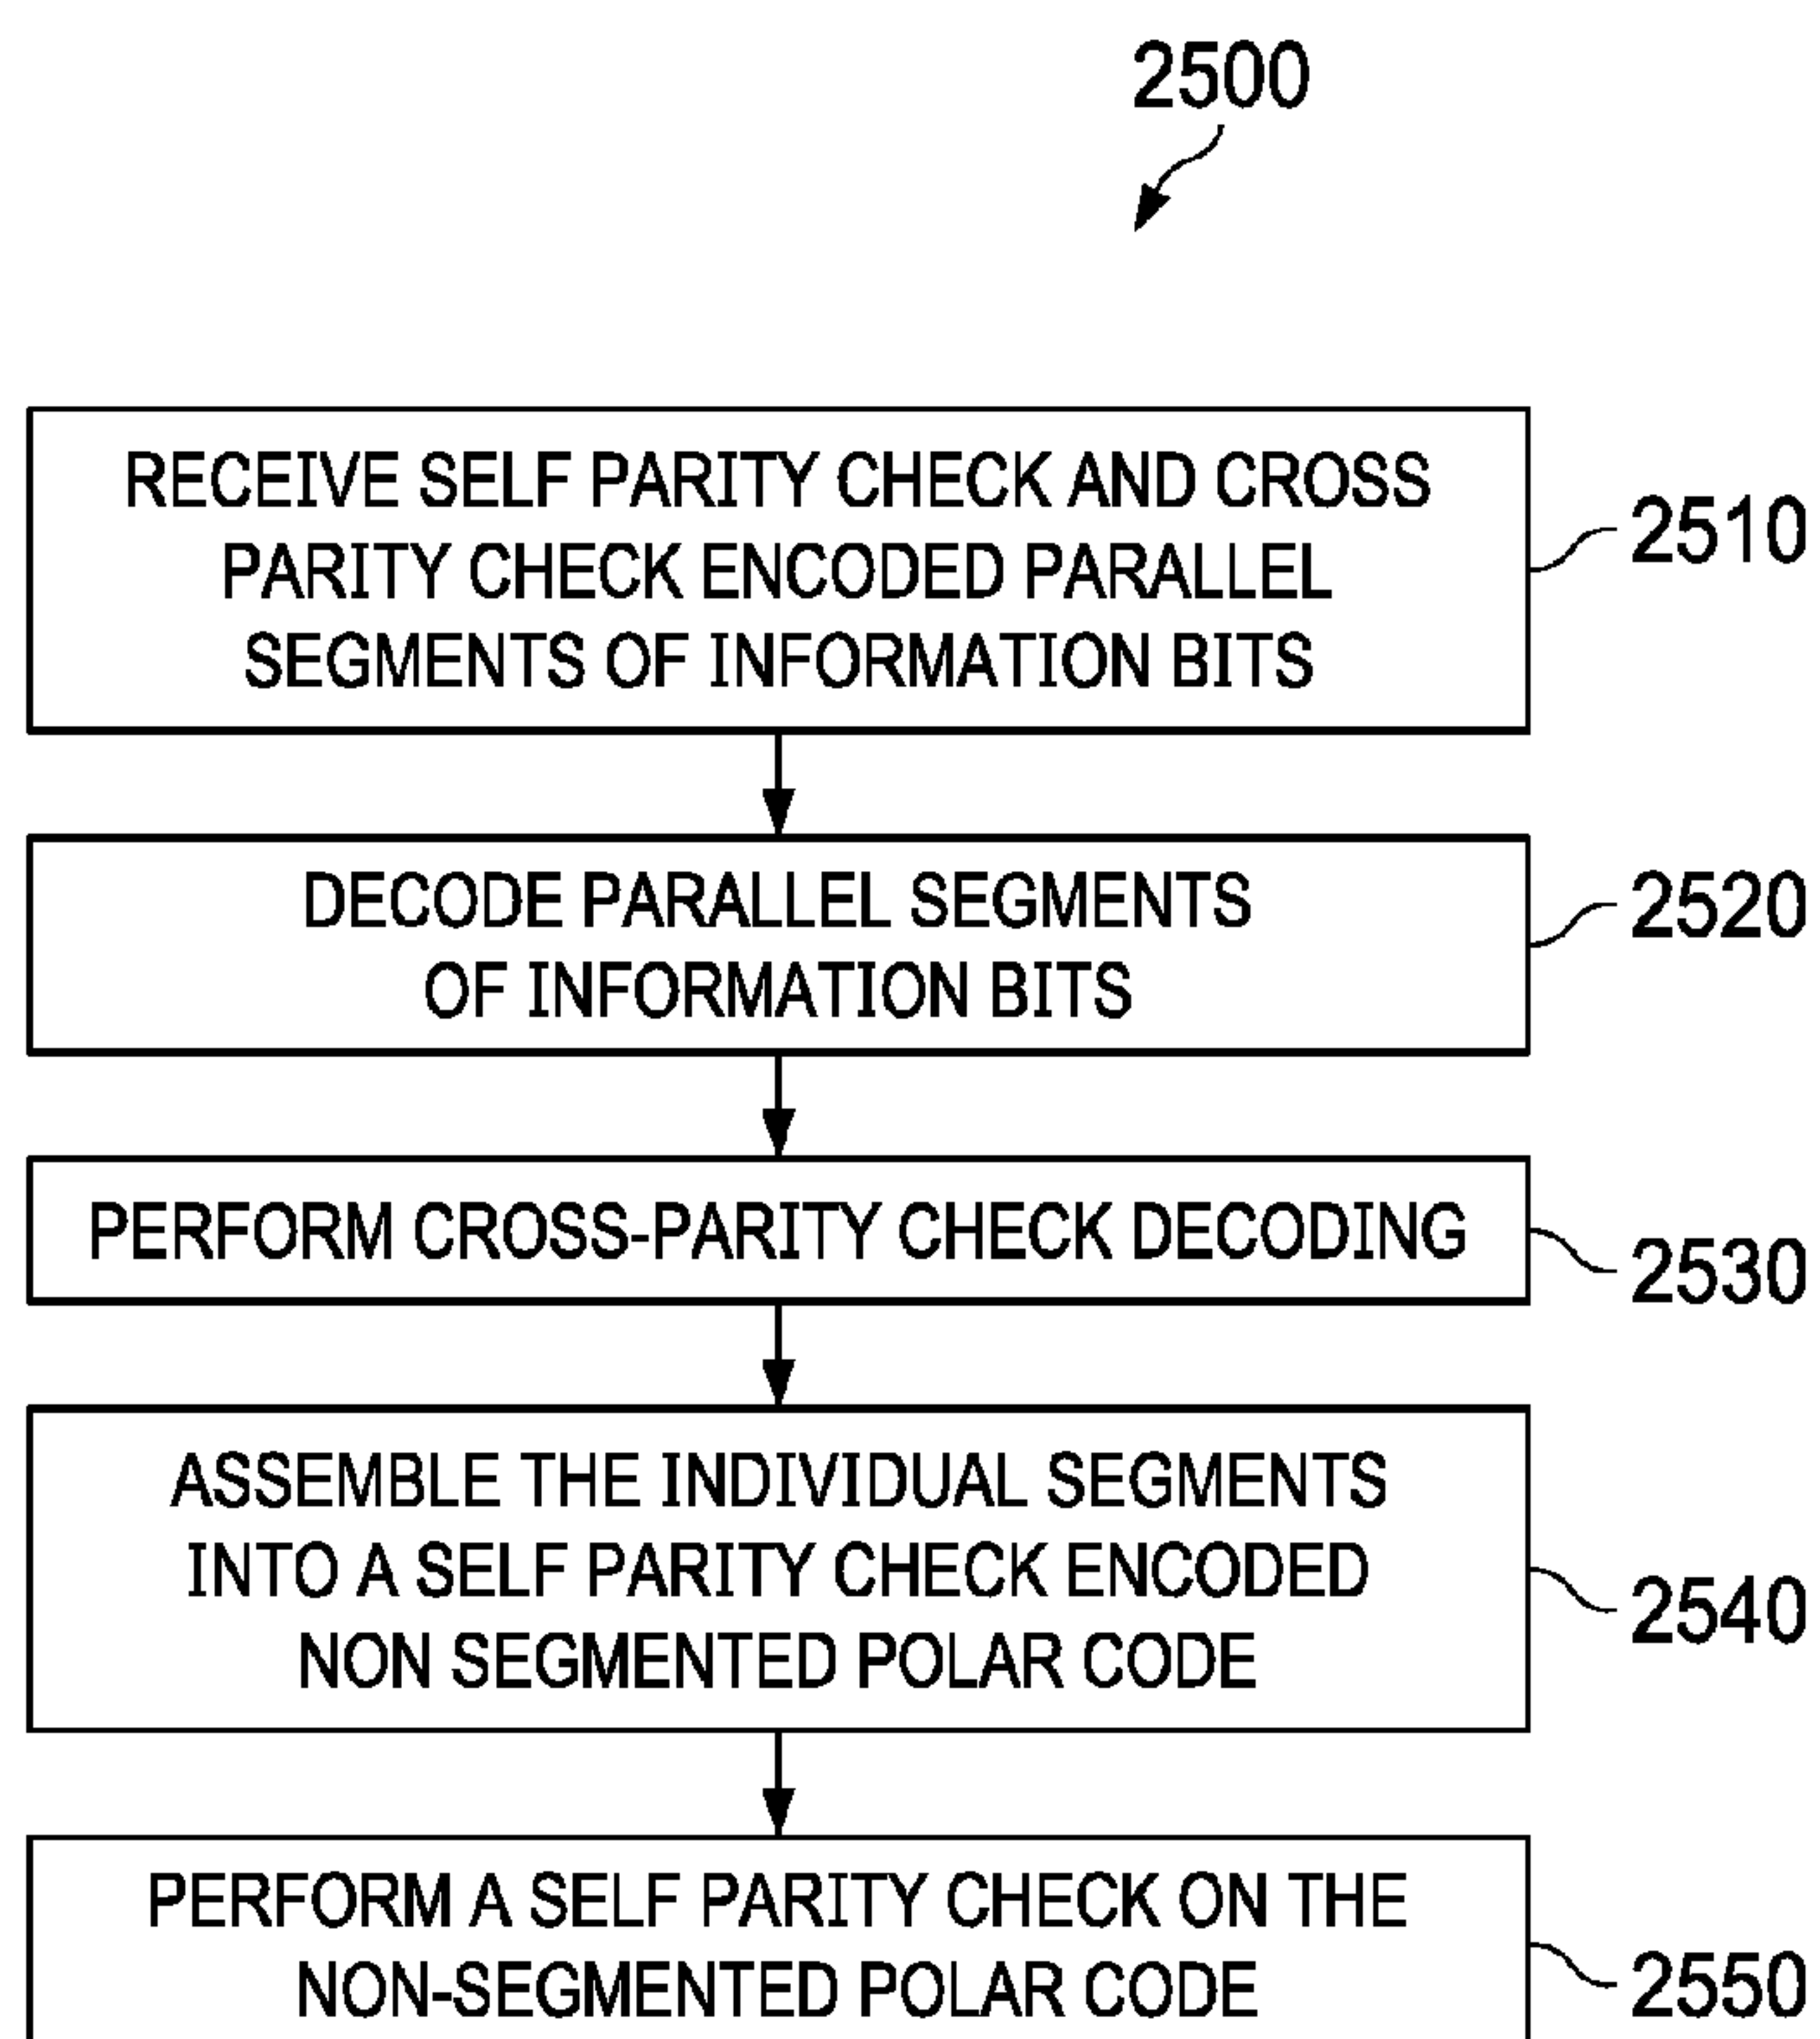 2500
RECEIVE SELF PARITY CHECK AND CROSS
PARITY CHECK ENCODED PARALLEL
SEGMENTS OF INFORMATION BITS
2510
DECODE PARALLEL SEGMENTS
OF INFORMATION BITS
2520
PERFORM CROSS-PARITY CHECK DECODING
2530
ASSEMBLE THE INDIVIDUAL SEGMENTS
INTO A SELF PARITY CHECK ENCODED
NON SEGMENTED POLAR CODE
2540
PERFORM A SELF PARITY CHECK ON THE
NON-SEGMENTED POLAR CODE
2550